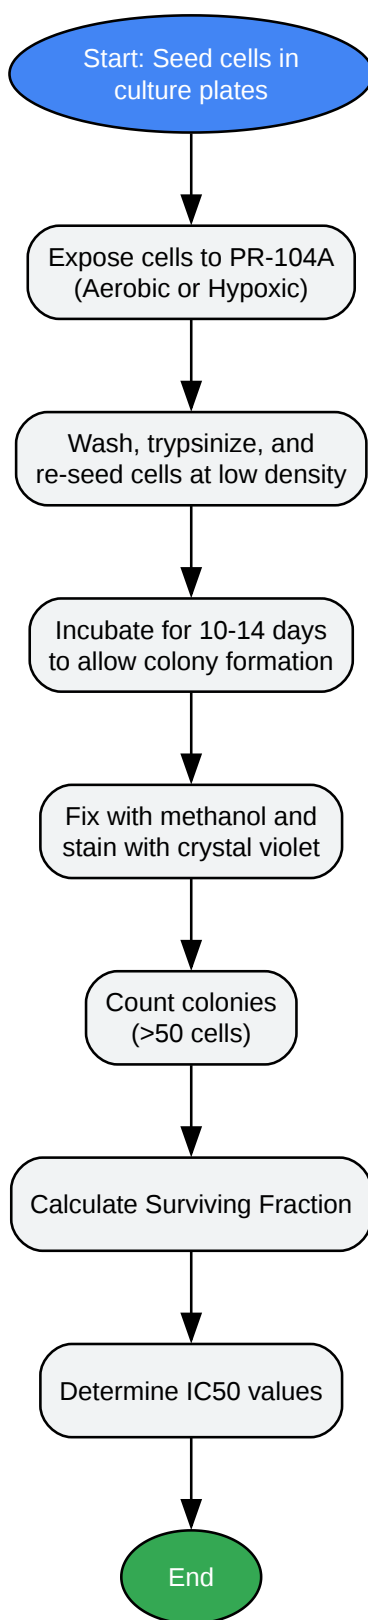 Start: Seed cells in
culture plates
Expose cells to PR-104A
(Aerobic or Hypoxic)
Wash, trypsinize, and
re-seed cells at low density
Incubate for 10-14 days
to allow colony formation
Fix with methanol and
stain with crystal violet
Count colonies
(>50 cells)
Calculate Surviving Fraction
Determine IC50 values
End